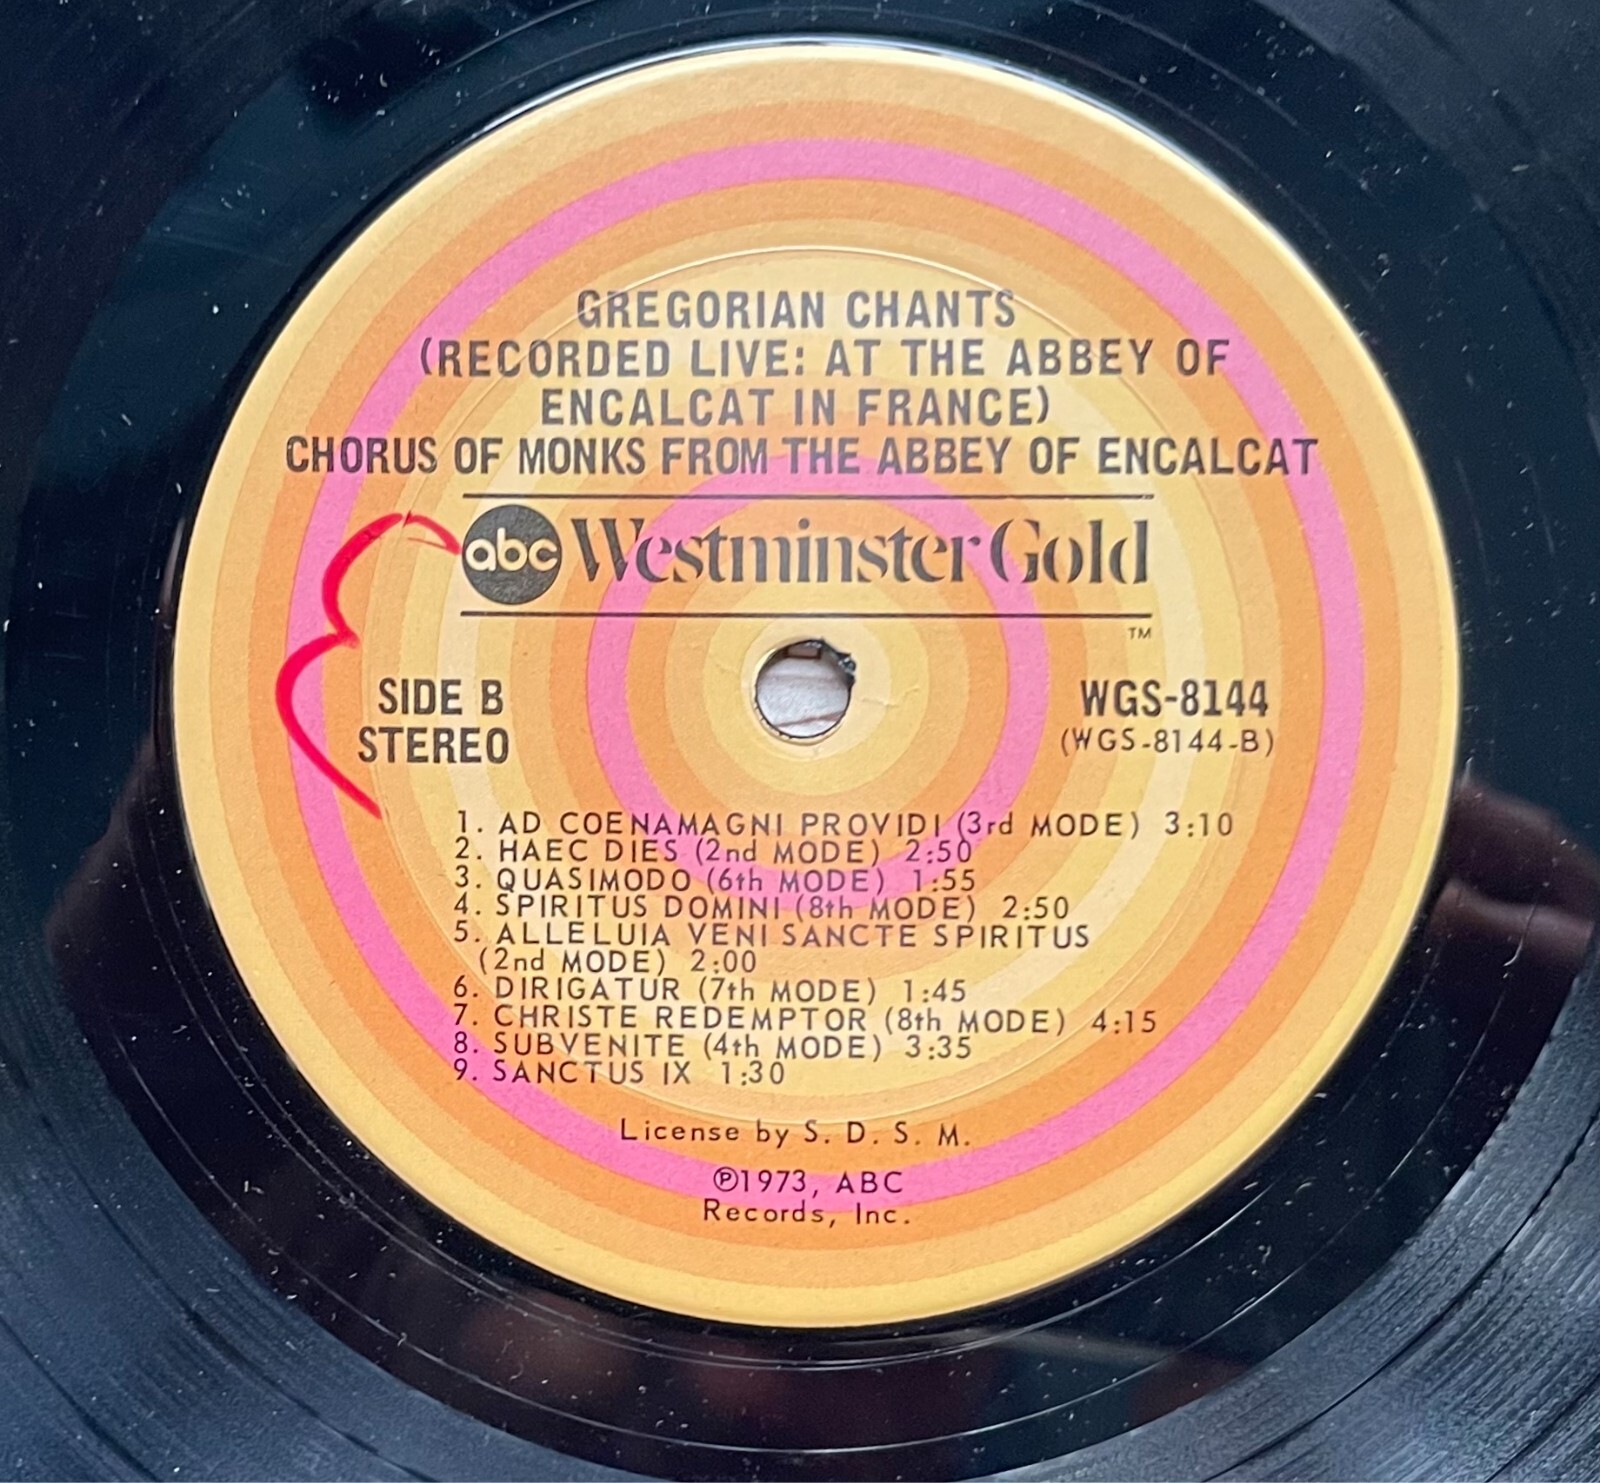 GREGORIAN CHANTS
(RECORDED LIVE: AT THE ABBEY OF
ENCALCAT IN FRANCE)
CHORUS OF MONKS FROM THE ABBEY OF ENCALCAT
abc Westminster Gold
TM
SIDE B
STEREO
WGS-8144
(WGS-8144-B)
1. AD COENAMAGNI PROVIDI (3rd MODE) 3:10
2. HAEC DIES (2nd MODE) 2:50
3. QUASIMODO (6th MODE) 1:55
4. SPIRITUS DOMINI (8th MODE) 2:50
5. ALLELUIA VENI SANCTE SPIRITUS
(2nd MODE) 2:00
6. DIRIGATUR (7th MODE) 1:45
7. CHRISTE REDEMPTOR (8th MODE) 4:15
8. SUBVENITE (4th MODE) 3:35
9. SANCTUS IX 1:30
License by S. D. S. M.
℗1973, ABC
Records, Inc.